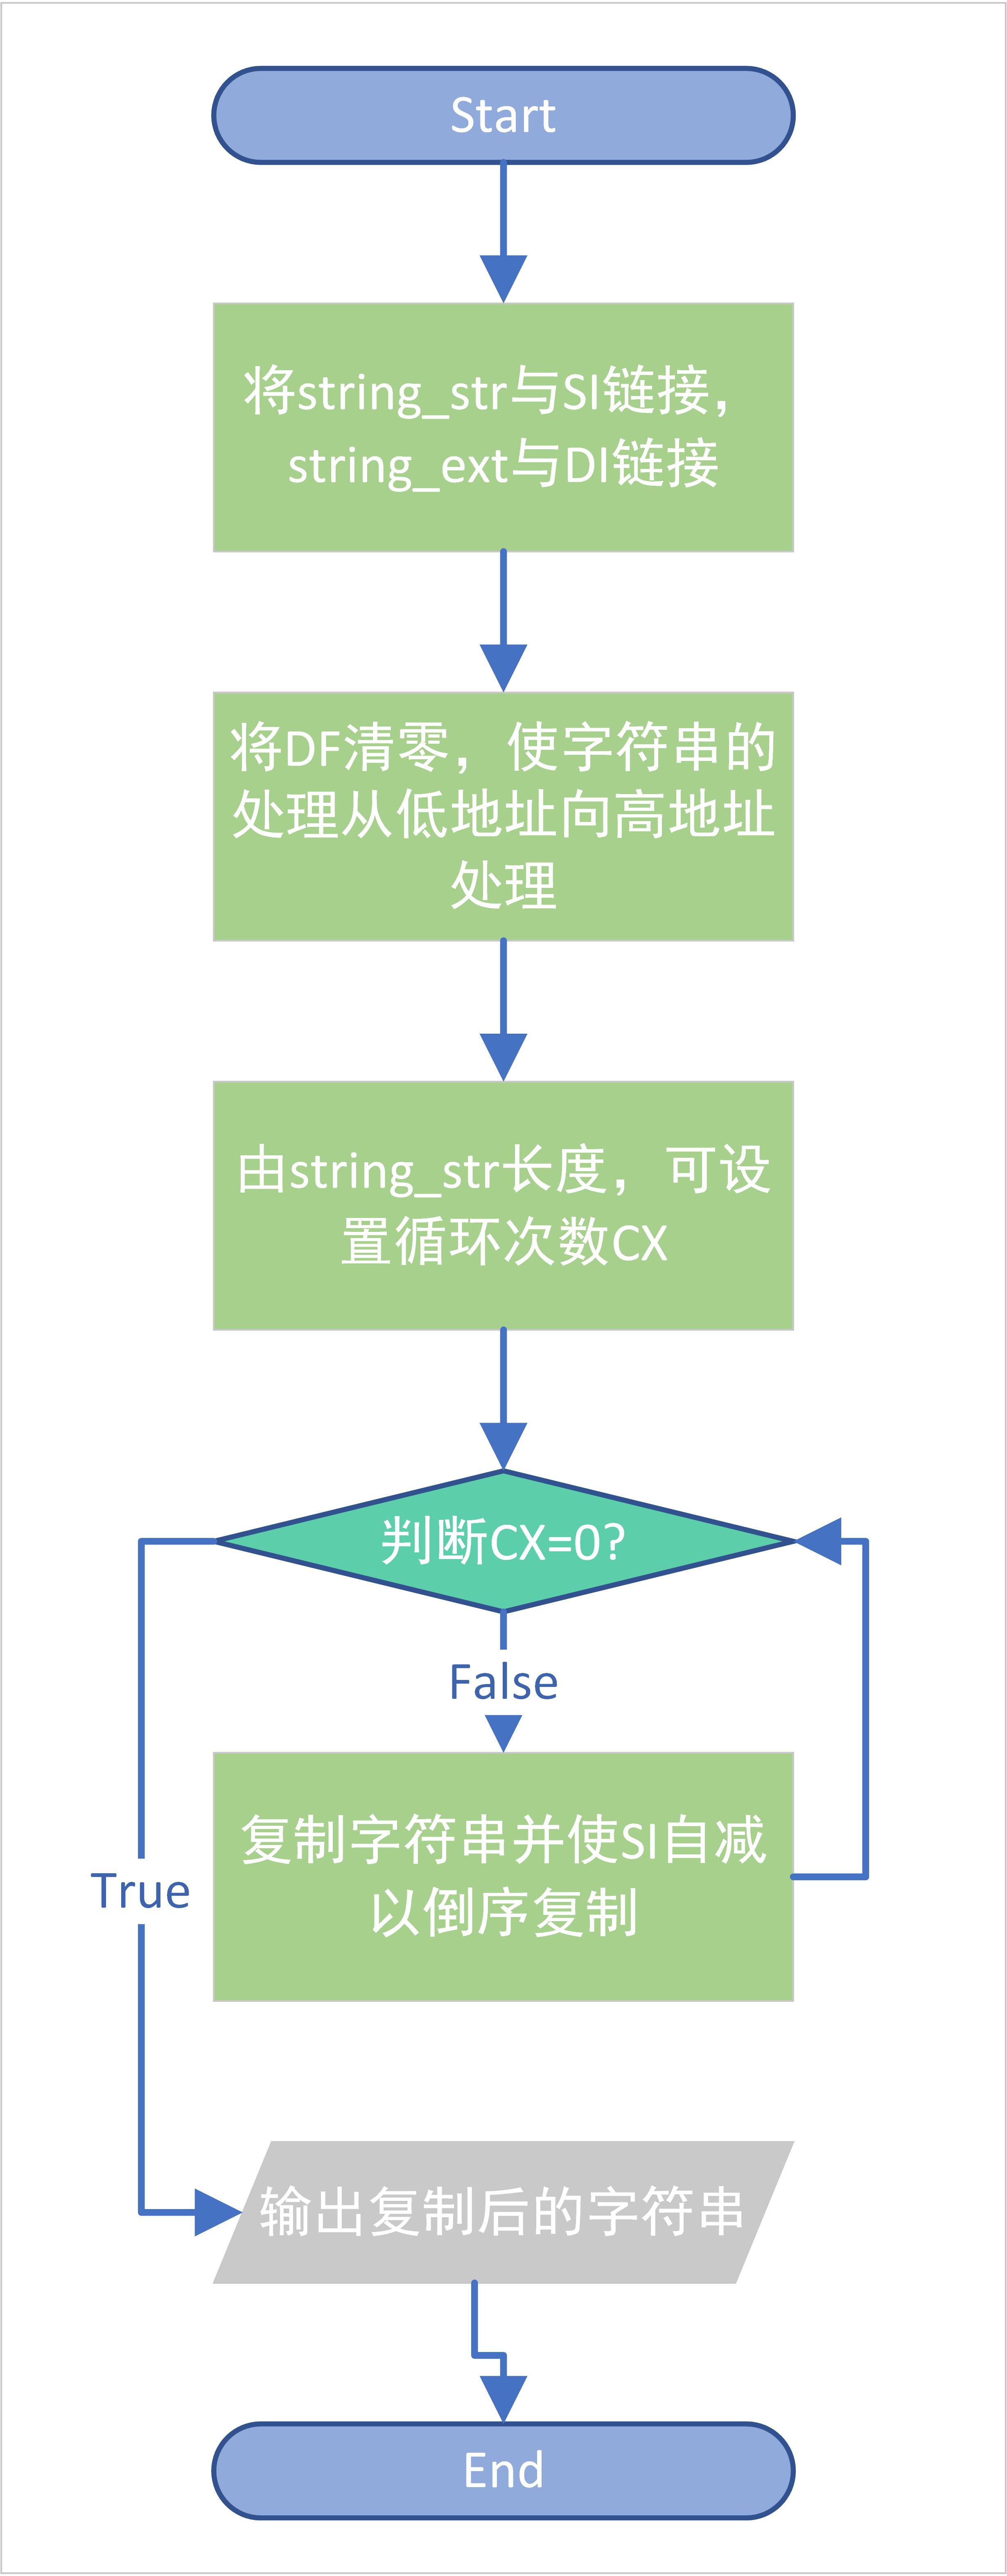 Start
将string_str与SI链接，
string_ext与DI链接
将DF清零，使字符串的
处理从低地址向高地址
处理
由string_str长度，可设
置循环次数CX
判断CX=0?
False
复制字符串并使SI自减
以倒序复制
True
输出复制后的字符串
End